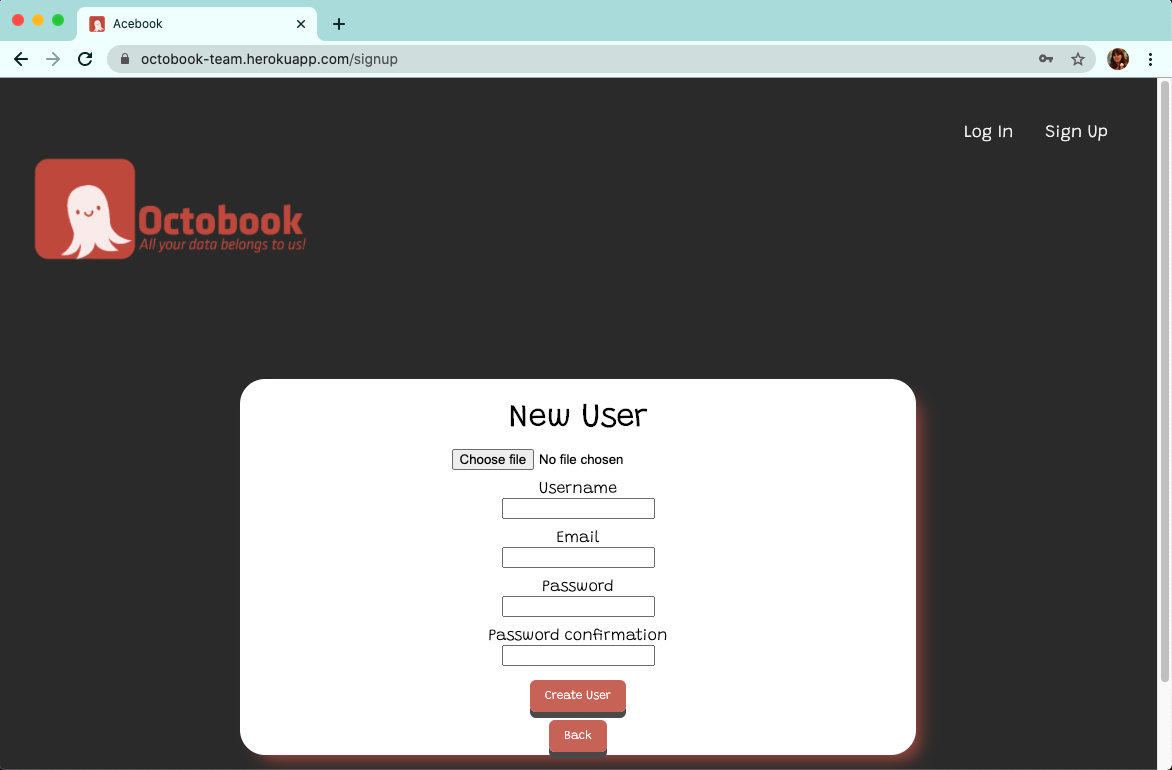 Acebook
octobook-team.herokuapp.com/signup
Log In Sign Up
Octobook
All your data belongs to us!
New User
Choose file No file chosen
Username
Email
Password
Password confirmation
Create User
Back